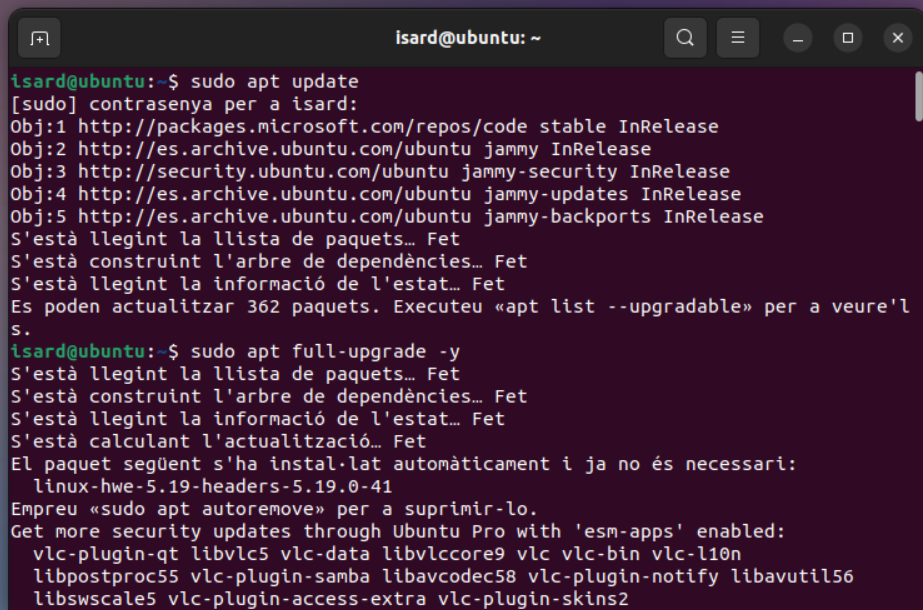 isard@ubuntu: ~
isard@ubuntu:~$ sudo apt update
[sudo] contrasenya per a isard:
Obj:1 http://packages.microsoft.com/repos/code stable InRelease
Obj:2 http://es.archive.ubuntu.com/ubuntu jammy InRelease
Obj:3 http://security.ubuntu.com/ubuntu jammy-security InRelease
Obj:4 http://es.archive.ubuntu.com/ubuntu jammy-updates InRelease
Obj:5 http://es.archive.ubuntu.com/ubuntu jammy-backports InRelease
S'està llegint la llista de paquets… Fet
S'està construint l'arbre de dependències… Fet
S'està llegint la informació de l'estat… Fet
Es poden actualitzar 362 paquets. Executeu «apt list --upgradable» per a veure'l
s.
isard@ubuntu:~$ sudo apt full-upgrade -y
S'està llegint la llista de paquets… Fet
S'està construint l'arbre de dependències… Fet
S'està llegint la informació de l'estat… Fet
S'està calculant l'actualització… Fet
El paquet següent s'ha instal·lat automàticament i ja no és necessari:
  linux-hwe-5.19-headers-5.19.0-41
Empreu «sudo apt autoremove» per a suprimir-lo.
Get more security updates through Ubuntu Pro with 'esm-apps' enabled:
  vlc-plugin-qt libvlc5 vlc-data libvlccore9 vlc vlc-bin vlc-l10n
  libpostproc55 vlc-plugin-samba libavcodec58 vlc-plugin-notify libavutil56
  libswscale5 vlc-plugin-access-extra vlc-plugin-skins2